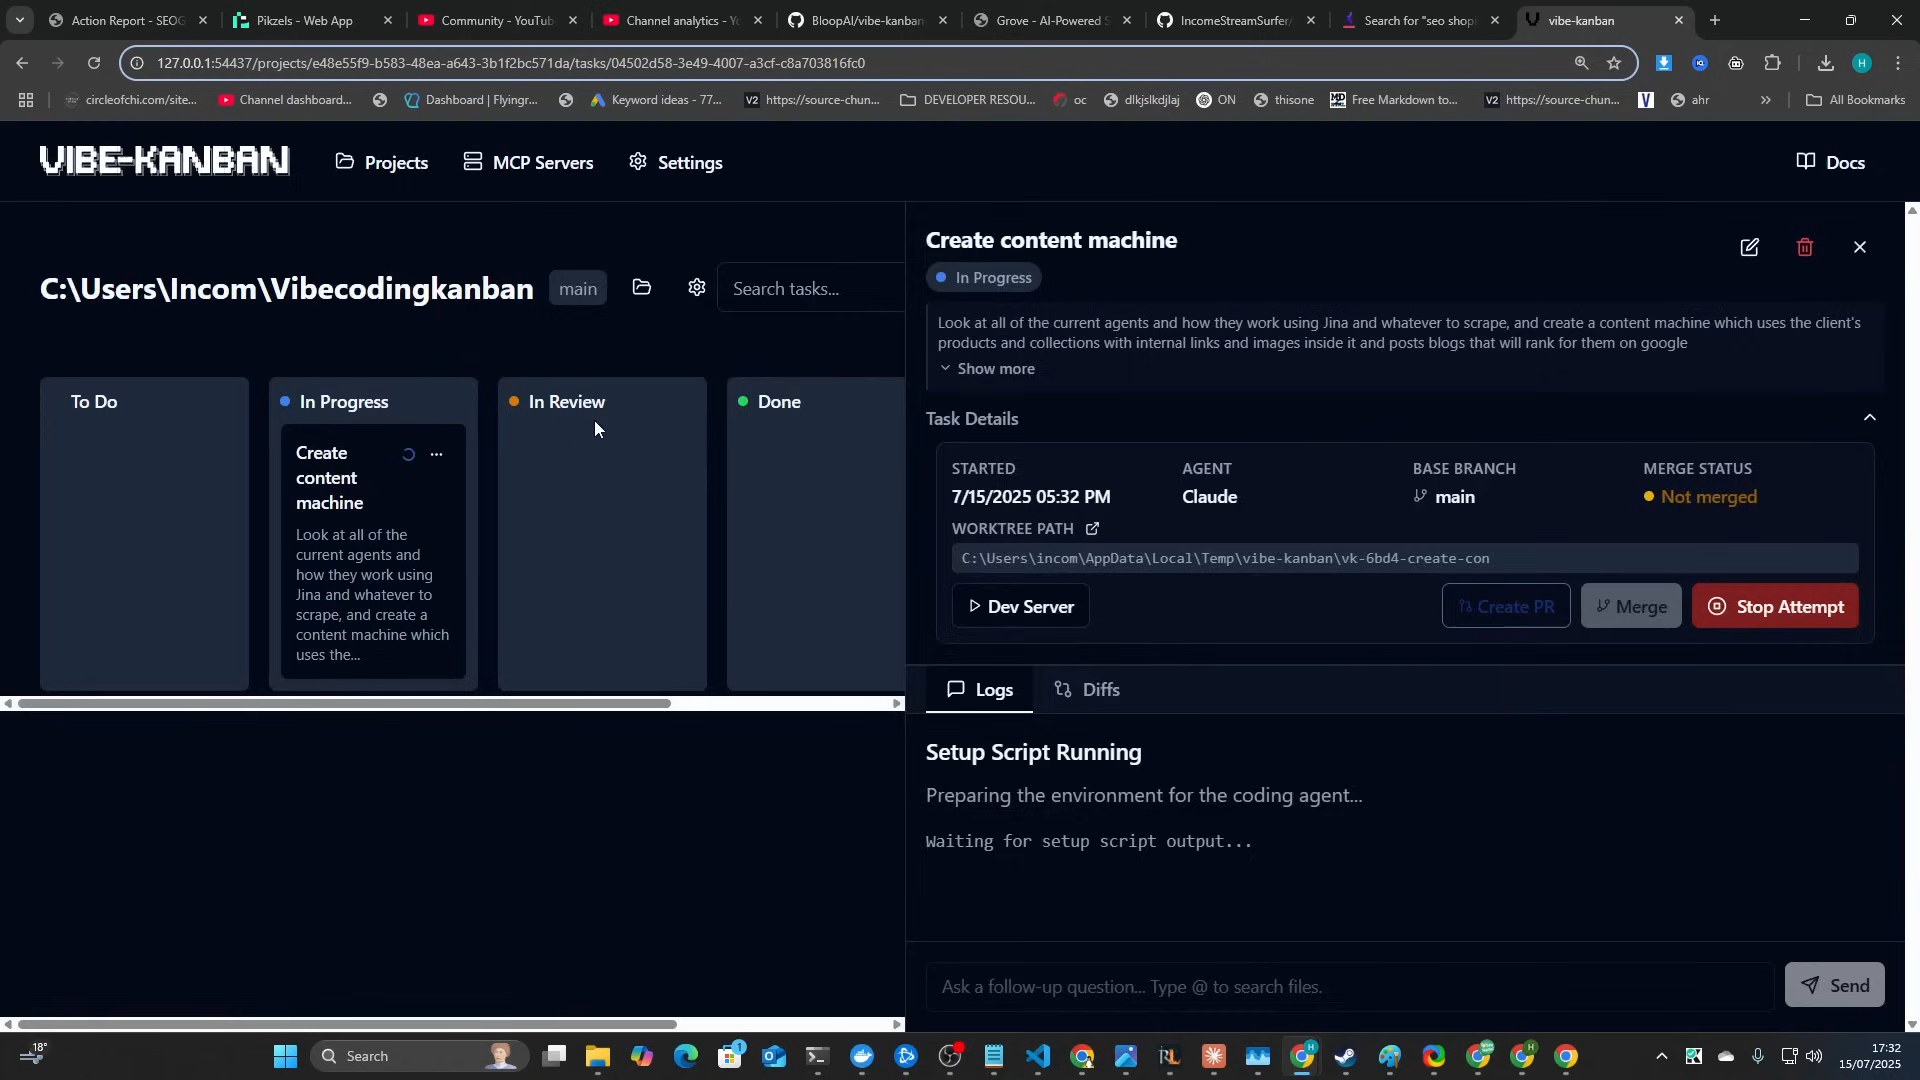 Action Report - SEOG
Pikzels - Web App
Community - YouTub
Channel analytics - Yo
BloopAI/vibe-kanban
Grove - AI-Powered S
IncomeStreamSurfer/
Search for "seo shopi
vibe-kanban
127.0.0.1:54437/projects/e48e55f9-b583-48ea-a643-3b1f2bc571da/tasks/04502d58-3e49-4007-a3cf-c8a703816fc0
circleofchi.com/site...
Channel dashboard...
Dashboard | Flyingr...
Keyword ideas - 77...
https://source-chun...
DEVELOPER RESOU...
oc
dlkjslkdjlaj
ON
thisone
Free Markdown to...
https://source-chun...
ahr
All Bookmarks
VIBE-KANBAN
Projects
MCP Servers
Settings
Docs
C:\Users\Incom\Vibecodingkanban
main
Search tasks...
To Do
In Progress
In Review
Done
Create
content
machine
Look at all of the
current agents and
how they work using
Jina and whatever to
scrape, and create a
content machine which
uses the...
Create content machine
In Progress
Look at all of the current agents and how they work using Jina and whatever to scrape, and create a content machine which uses the client's
products and collections with internal links and images inside it and posts blogs that will rank for them on google
Show more
Task Details
STARTED
AGENT
BASE BRANCH
MERGE STATUS
7/15/2025 05:32 PM
Claude
main
Not merged
WORKTREE PATH
C:\Users\incom\AppData\Local\Temp\vibe-kanban\vk-6bd4-create-con
Dev Server
Create PR
Merge
Stop Attempt
Logs
Diffs
Setup Script Running
Preparing the environment for the coding agent...
Waiting for setup script output...
Ask a follow-up question... Type @ to search files.
Send
18°
Search
17:32
15/07/2025